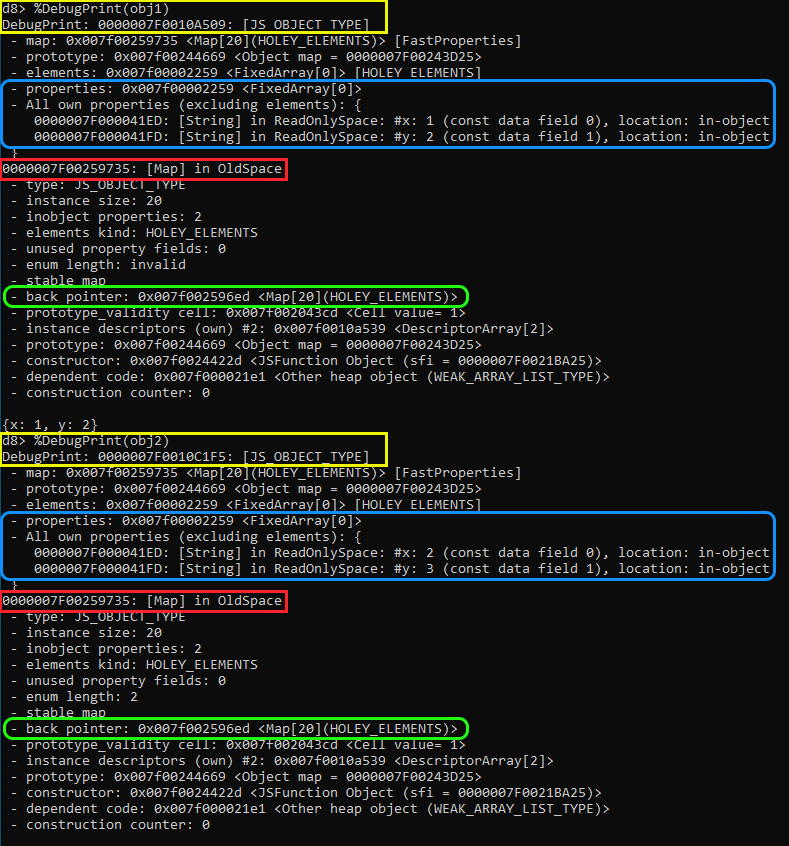 d8> %DebugPrint(obj1)
DebugPrint: 0000007F0010A509: [JS_OBJECT_TYPE]
- map: 0x007f00259735 <Map[20](HOLEY_ELEMENTS)> [FastProperties]
- prototype: 0x007f00244669 <Object map = 0000007F00243D25>
- elements: 0x007f00002259 <FixedArray[0]> [HOLEY_ELEMENTS]
- properties: 0x007f00002259 <FixedArray[0]>
- All own properties (excluding elements): {
0000007F000041ED: [String] in ReadOnlySpace: #x: 1 (const data field 0), location: in-object
0000007F000041FD: [String] in ReadOnlySpace: #y: 2 (const data field 1), location: in-object
}
0000007F00259735: [Map] in OldSpace
- type: JS_OBJECT_TYPE
- instance size: 20
- inobject properties: 2
- elements kind: HOLEY_ELEMENTS
- unused property fields: 0
- enum length: invalid
- stable_map
- back pointer: 0x007f002596ed <Map[20](HOLEY_ELEMENTS)>
- prototype_validity cell: 0x007f002043cd <Cell value= 1>
- instance descriptors (own) #2: 0x007f0010a539 <DescriptorArray[2]>
- prototype: 0x007f00244669 <Object map = 0000007F00243D25>
- constructor: 0x007f0024422d <JSFunction Object (sfi = 0000007F0021BA25)>
- dependent code: 0x007f000021e1 <Other heap object (WEAK_ARRAY_LIST_TYPE)>
- construction counter: 0
{x: 1, y: 2}
d8> %DebugPrint(obj2)
DebugPrint: 0000007F0010C1F5: [JS_OBJECT_TYPE]
- map: 0x007f00259735 <Map[20](HOLEY_ELEMENTS)> [FastProperties]
- prototype: 0x007f00244669 <Object map = 0000007F00243D25>
- elements: 0x007f00002259 <FixedArray[0]> [HOLEY_ELEMENTS]
- properties: 0x007f00002259 <FixedArray[0]>
- All own properties (excluding elements): {
0000007F000041ED: [String] in ReadOnlySpace: #x: 2 (const data field 0), location: in-object
0000007F000041FD: [String] in ReadOnlySpace: #y: 3 (const data field 1), location: in-object
}
0000007F00259735: [Map] in OldSpace
- type: JS_OBJECT_TYPE
- instance size: 20
- inobject properties: 2
- elements kind: HOLEY_ELEMENTS
- unused property fields: 0
- enum length: 2
- stable_map
- back pointer: 0x007f002596ed <Map[20](HOLEY_ELEMENTS)>
- prototype_validity cell: 0x007f002043cd <Cell value= 1>
- instance descriptors (own) #2: 0x007f0010a539 <DescriptorArray[2]>
- prototype: 0x007f00244669 <Object map = 0000007F00243D25>
- constructor: 0x007f0024422d <JSFunction Object (sfi = 0000007F0021BA25)>
- dependent code: 0x007f000021e1 <Other heap object (WEAK_ARRAY_LIST_TYPE)>
- construction counter: 0